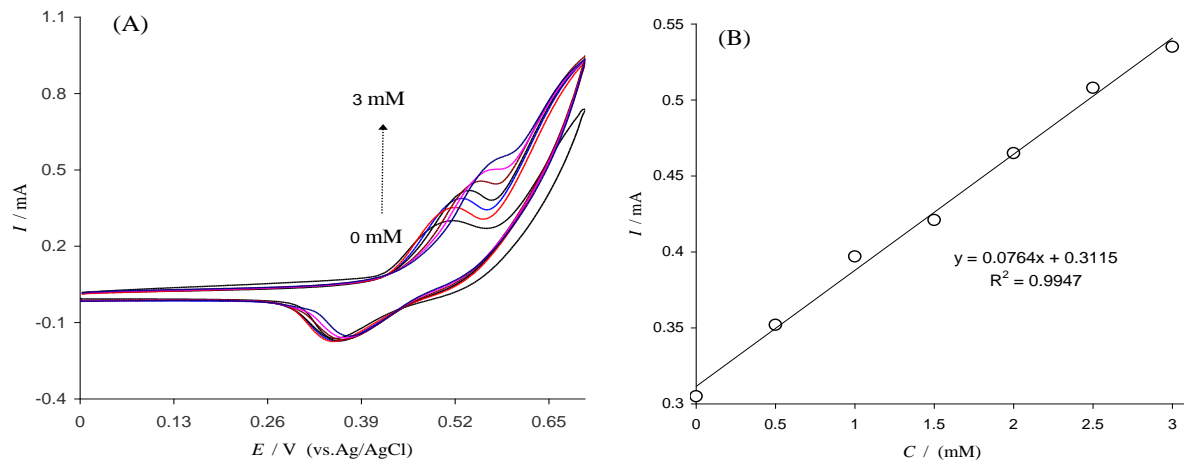 (A)
1.1
0.8
0.5
0.2
-0.1
-0.4
I / mA
3 mM
0 mM
0
0.13
0.26
0.39
0.52
0.65
E / V (vs.Ag/AgCl)
(B)
0.55
0.5
0.45
0.4
0.35
0.3
I / mA
y = 0.0764x + 0.3115
R² = 0.9947
0
0.5
1
1.5
2
2.5
3
C / (mM)